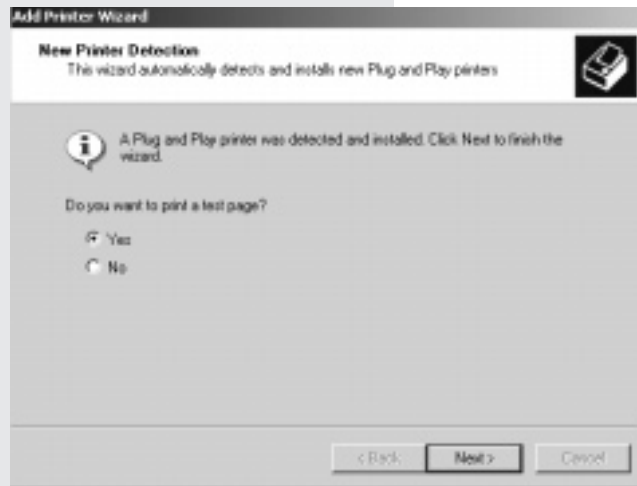 Add Printer Wizard
New Printer Detection
This wizard automatically detects and installs new Plug and Play printers
A Plug and Play printer was detected and installed. Click Next to finish the
wizard.
Do you want to print a test page?
Yes
No
< Back
Next >
Cancel